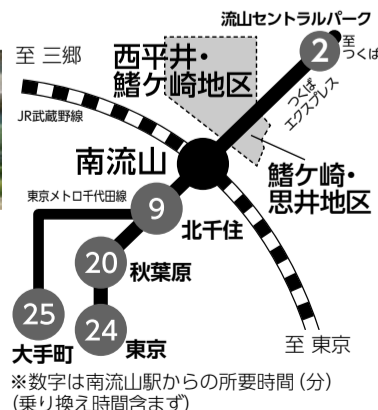 流山セントラルパーク
2
至
つくば
至 三郷
西平井・
鰭ケ崎地区
つくば
エクスプレス
JR武蔵野線
南流山
鰭ケ崎・
思井地区
東京メトロ千代田線
9
北千住
20
秋葉原
25
24
大手町
東京
至 東京
※数字は南流山駅からの所要時間（分）
（乗り換え時間含まず）